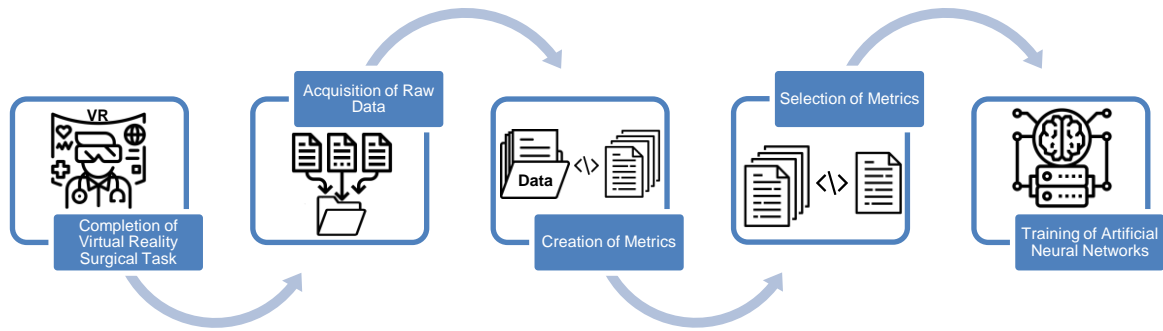 VR
Completion of
Virtual Reality
Surgical Task
Acquisition of Raw
Data
Data
</>
Creation of Metrics
Selection of Metrics
</>
Training of Artificial
Neural Networks